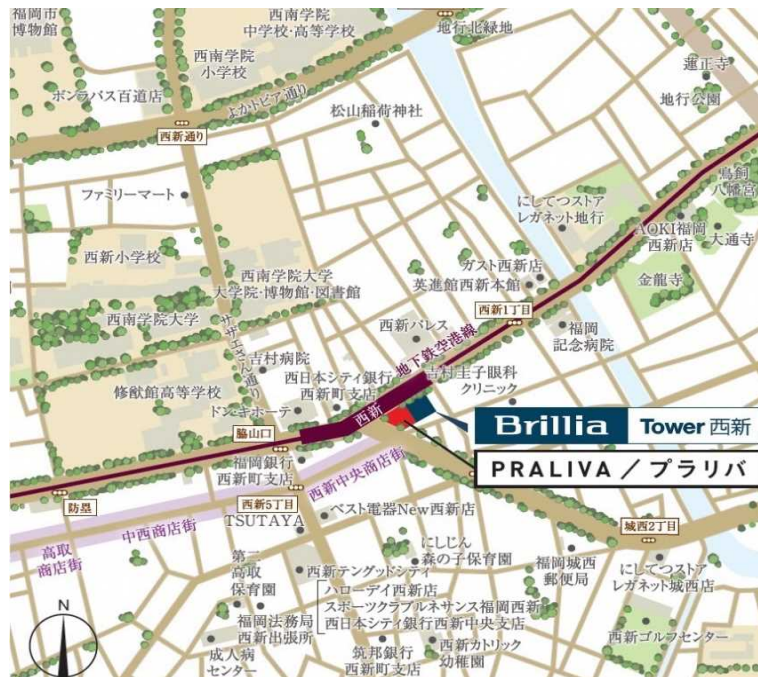 福岡市
博物館
西南学院
中学校・高等学校
地行北緑地
西南学院
小学校
蓮正寺
ボンラパス百道店
よかトピア通り
地行公園
松山稲荷神社
西新通り
ファミリーマート
にしてつストア
レガネット地行
鳥飼
八幡宮
AOKI福岡
西新店
大通寺
西新小学校
ガスト西新店
金龍寺
西南学院大学
大学院・博物館・図書館
英進館西新本館
西新1丁目
西南学院大学
サザエさん通り
西新パレス
地下鉄空港線
福岡
記念病院
吉村病院
吉村圭子眼科
クリニック
修猷館高等学校
西日本シティ銀行
西新町支店
ドン・キホーテ
西新
Brillia Tower 西新
脇山口
福岡銀行
西新町支店
西新中央商店街
PRALIVA / プラリバ
防塁
西新5丁目
中西商店街
TSUTAYA
ベスト電器New西新店
城西2丁目
高取
商店街
第二
高取
保育園
にしじん
森の子保育園
福岡城西
郵便局
西新テングッドシティ
にしてつストア
レガネット城西店
ハローデイ西新店
スポーツクラブルネサンス福岡西新
西日本シティ銀行西新中央支店
福岡法務局
西新出張所
西新ゴルフセンター
N
成人病
センター
筑邦銀行
西新町支店
西新カトリック
幼稚園